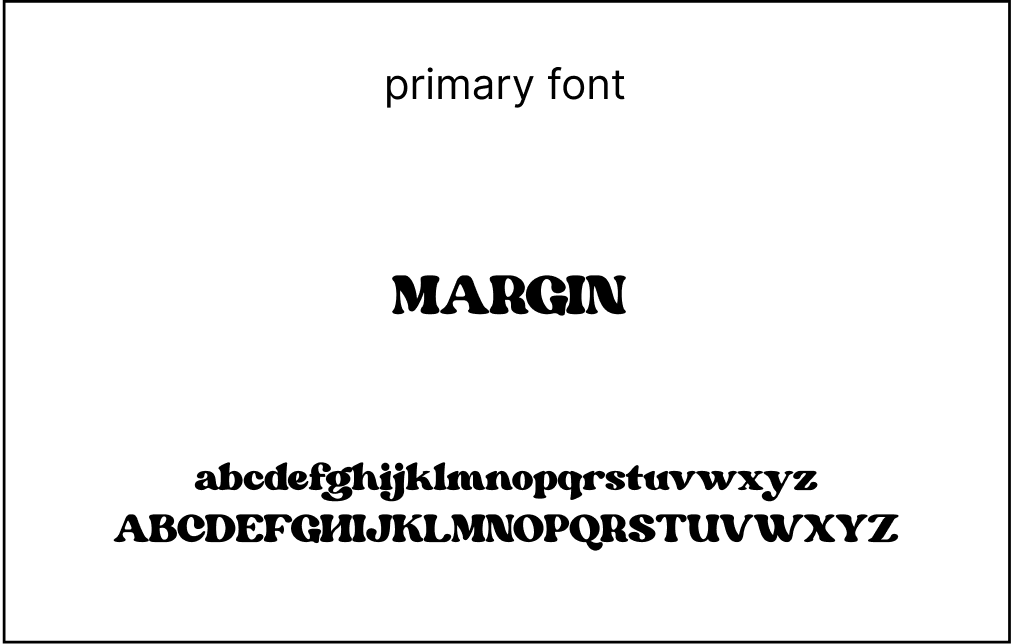 primary font
MARGIN
abcdefghijklmnopqrstuvwxyz
ABCDEFGHIJKLMNOPQRSTUVWXYZ